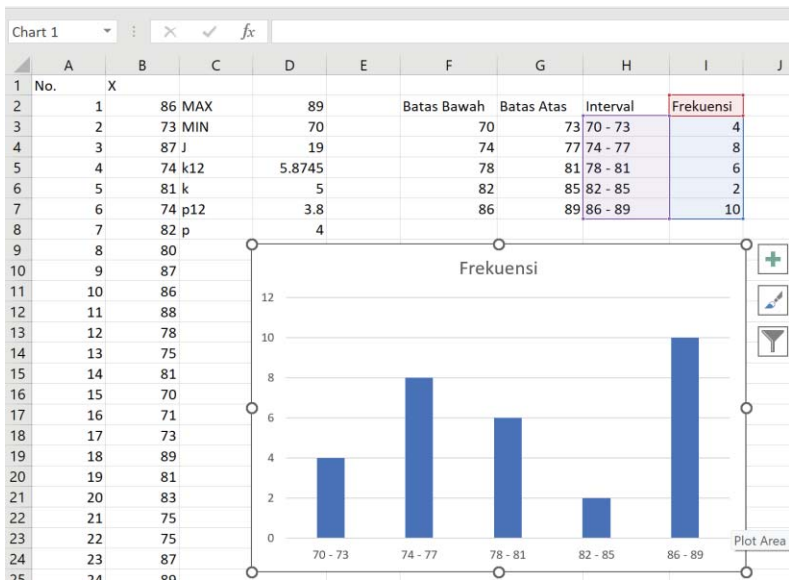 Chart 1 fx
A B C D E F G H I J
1 No. X
2 1 86 MAX 89 Batas Bawah Batas Atas Interval Frekuensi
3 2 73 MIN 70 70 73 70 - 73 4
4 3 87 J 19 74 77 74 - 77 8
5 4 74 k12 5.8745 78 81 78 - 81 6
6 5 81 k 5 82 85 82 - 85 2
7 6 74 p12 3.8 86 89 86 - 89 10
8 7 82 p 4
9 8 80
10 9 87
11 10 86
12 11 88
13 12 78
14 13 75
15 14 81
16 15 70
17 16 71
18 17 73
19 18 89
20 19 81
21 20 83
22 21 75
23 22 75
24 23 87
25 24 89
Frekuensi
12
10
8
6
4
2
0
70 - 73 74 - 77 78 - 81 82 - 85 86 - 89
Plot Area